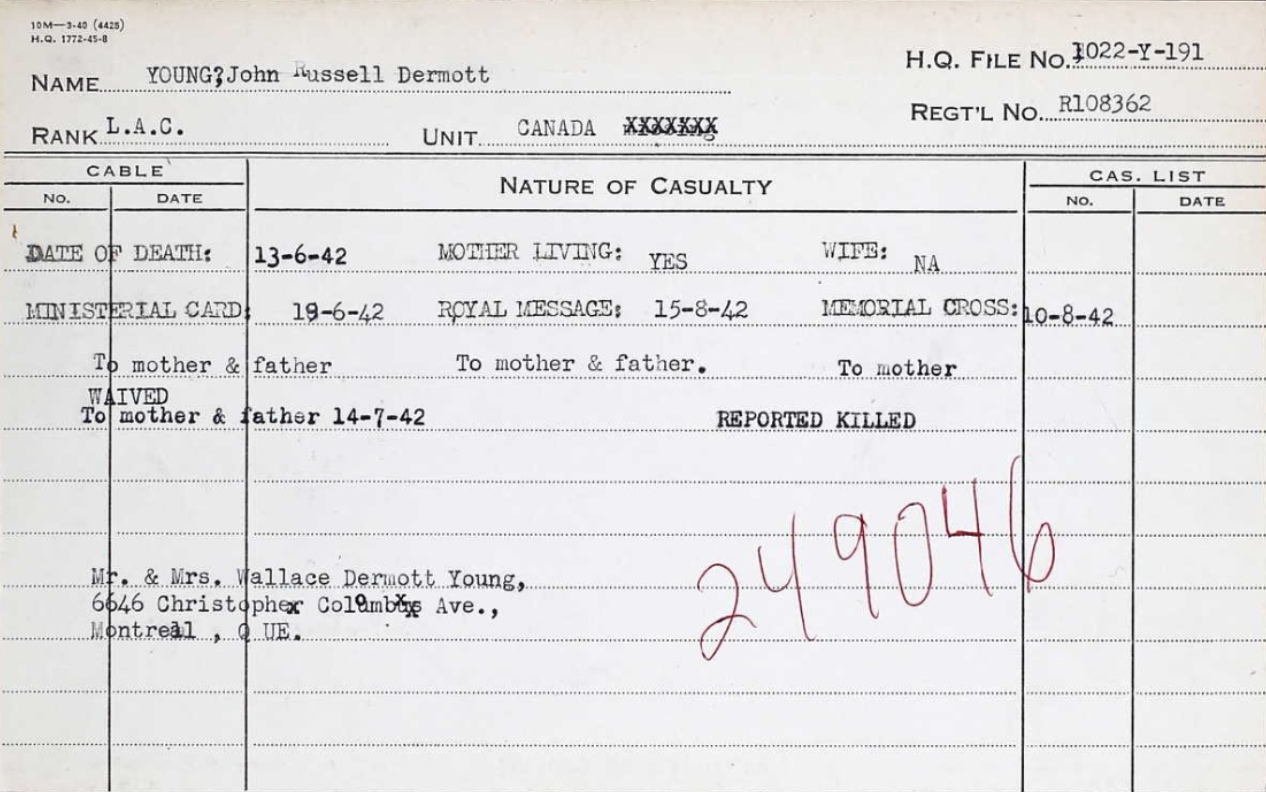 10M—3-40 (4425)
H.Q. 1772-45-8
NAME YOUNG?John Russell Dermott
H.Q. FILE NO. 1022-Y-191
REGT'L NO. R108362
RANK L.A.C. UNIT CANADA XXXXXXX
CABLE NATURE OF CASUALTY CAS. LIST
NO. DATE NO. DATE
DATE OF DEATH: 13-6-42 MOTHER LIVING: YES WIFE: NA
MINISTERIAL CARD: 19-6-42 ROYAL MESSAGE: 15-8-42 MEMORIAL CROSS: 10-8-42
To mother & father To mother & father. To mother
WAIVED
To mother & father 14-7-42 REPORTED KILLED
249046
Mr. & Mrs. Wallace Dermott Young,
6646 Christopher Ave.,
Montreal , Q UE.